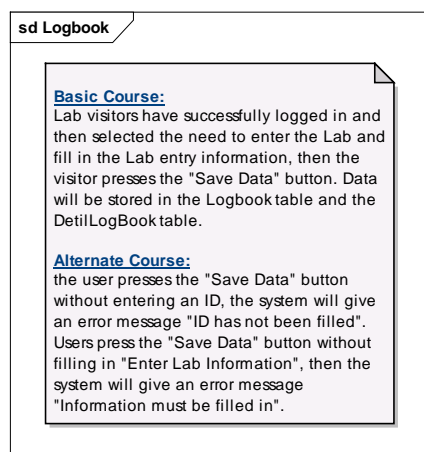 sd Logbook
Basic Course:
Lab visitors have successfully logged in and
then selected the need to enter the Lab and
fill in the Lab entry information, then the
visitor presses the "Save Data" button. Data
will be stored in the Logbook table and the
DetilLogBook table.
Alternate Course:
the user presses the "Save Data" button
without entering an ID, the system will give
an error message "ID has not been filled".
Users press the "Save Data" button without
filling in "Enter Lab Information", then the
system will give an error message
"Information must be filled in".